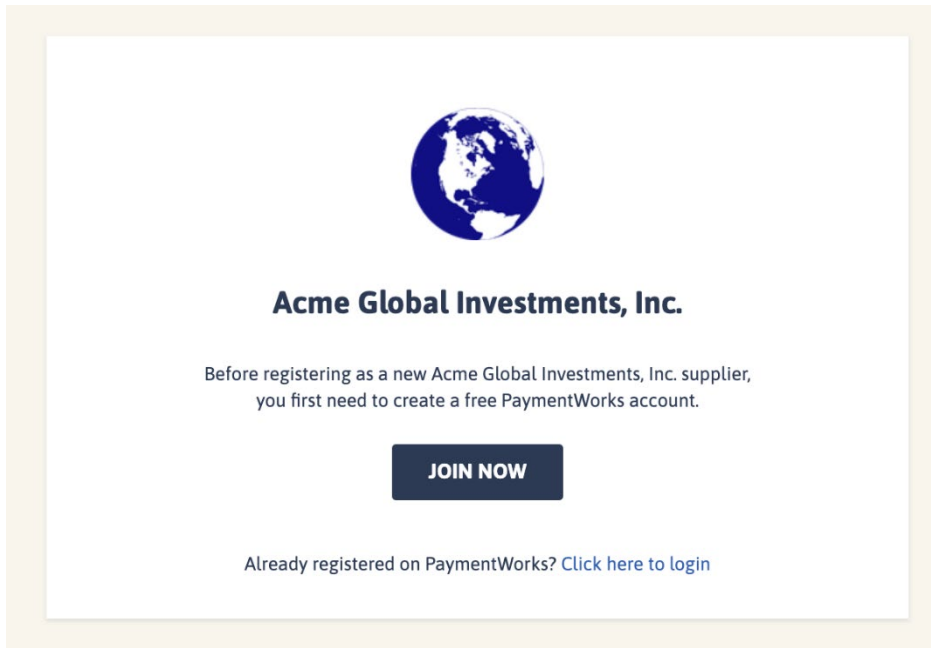 Acme Global Investments, Inc.
Before registering as a new Acme Global Investments, Inc. supplier,
you first need to create a free PaymentWorks account.
JOIN NOW
Already registered on PaymentWorks? Click here to login